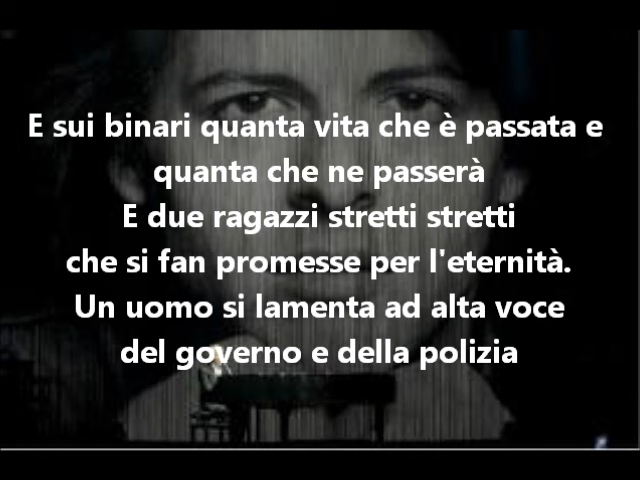 E sui binari quanta vita che è passata e
quanta che ne passerà
E due ragazzi stretti stretti
che si fan promesse per l'eternità.
Un uomo si lamenta ad alta voce
del governo e della polizia